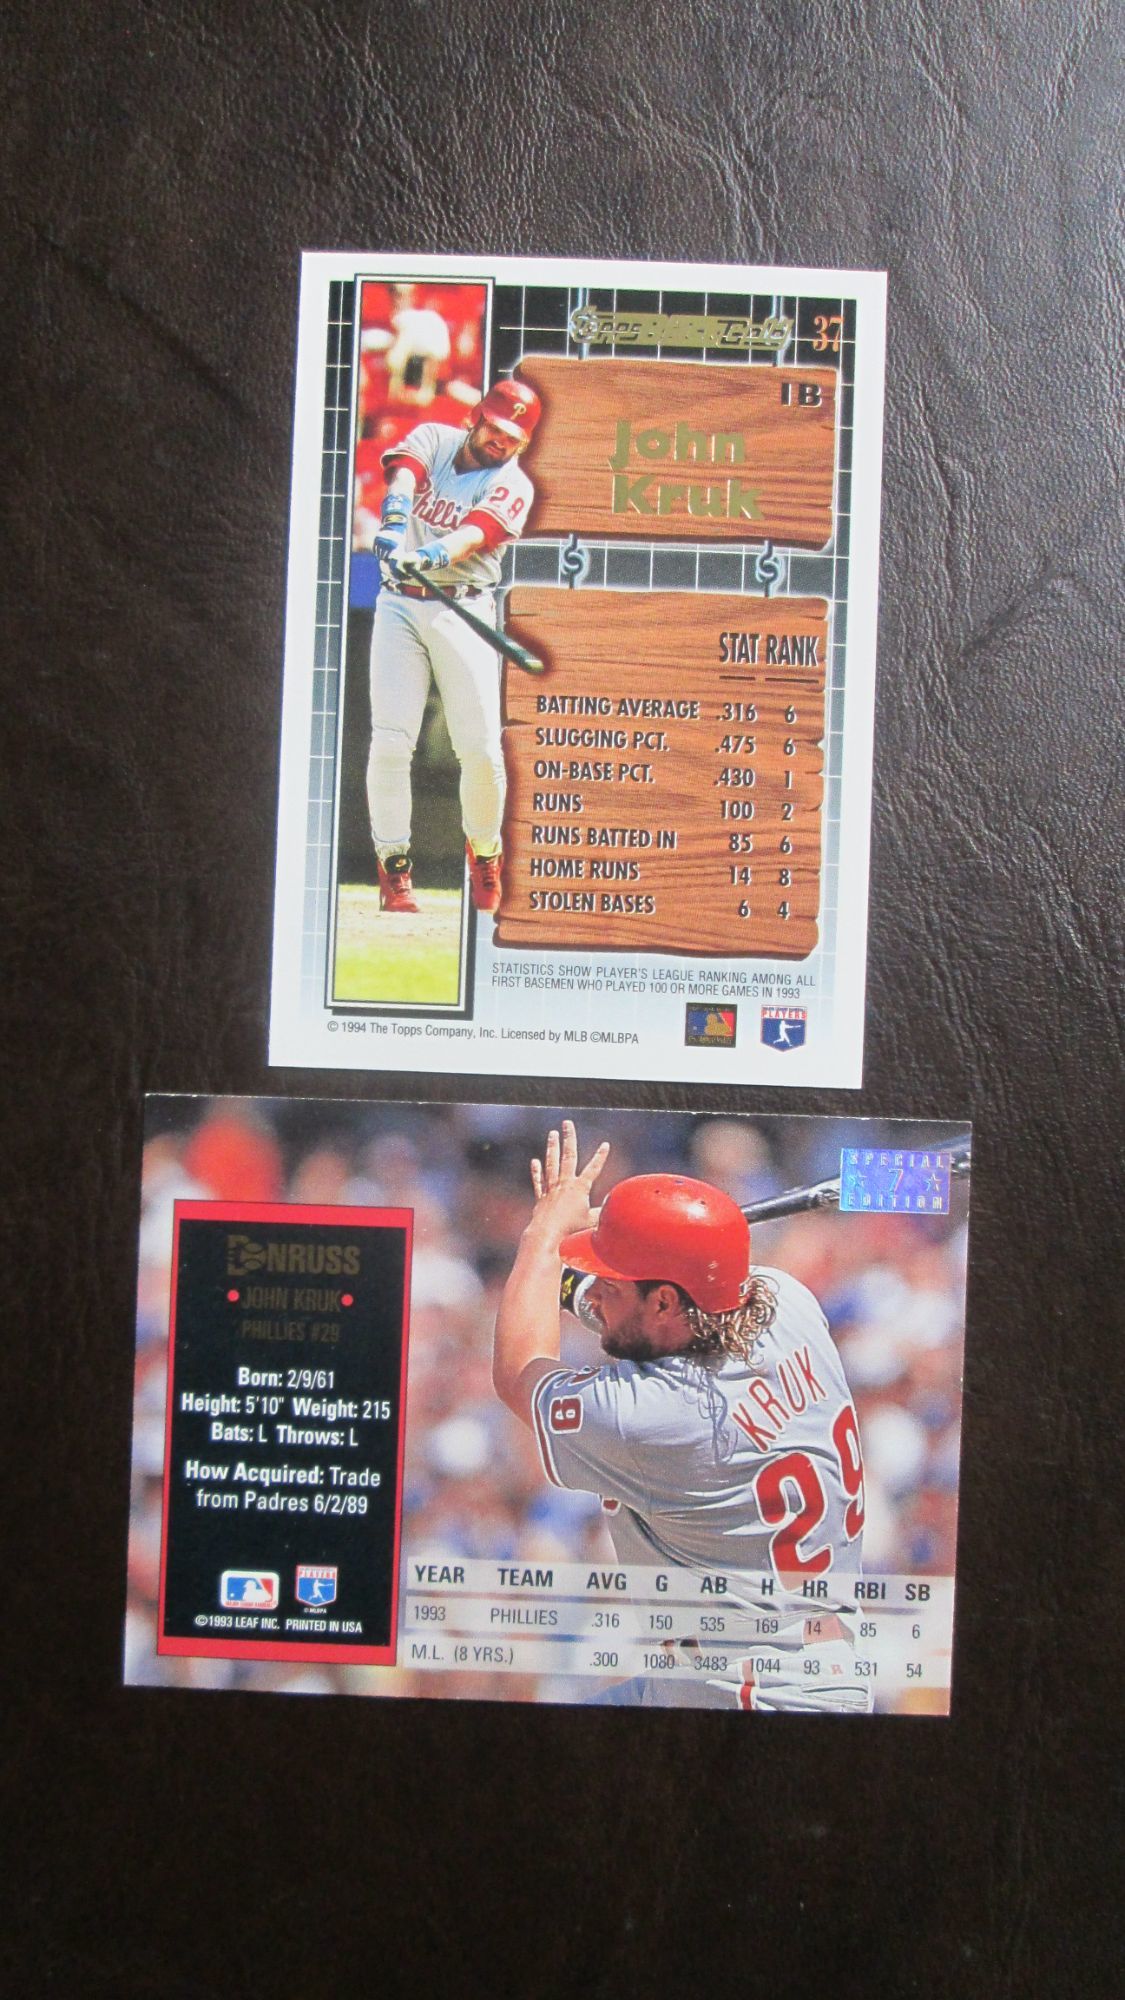 Topps Black Gold 37
1B
John
Kruk
Phillies
28
P
STAT RANK
BATTING AVERAGE .316 6
SLUGGING PCT. .475 6
ON-BASE PCT. .430 1
RUNS 100 2
RUNS BATTED IN 85 6
HOME RUNS 14 8
STOLEN BASES 6 4
STATISTICS SHOW PLAYER'S LEAGUE RANKING AMONG ALL
FIRST BASEMEN WHO PLAYED 100 OR MORE GAMES IN 1993
PLAYERS
© 1994 The Topps Company, Inc. Licensed by MLB ©MLBPA
SPECIAL
7
EDITION
DONRUSS
JOHN KRUK
PHILLIES #29
Born: 2/9/61
Height: 5'10" Weight: 215
Bats: L Throws: L
How Acquired: Trade
from Padres 6/2/89
PLAYERS
© MLBPA
©1993 LEAF INC. PRINTED IN USA
8
KRUK
29
YEAR TEAM AVG G AB H HR RBI SB
1993 PHILLIES .316 150 535 169 14 85 6
M.L. (8 YRS.) .300 1080 3483 1044 93 531 54